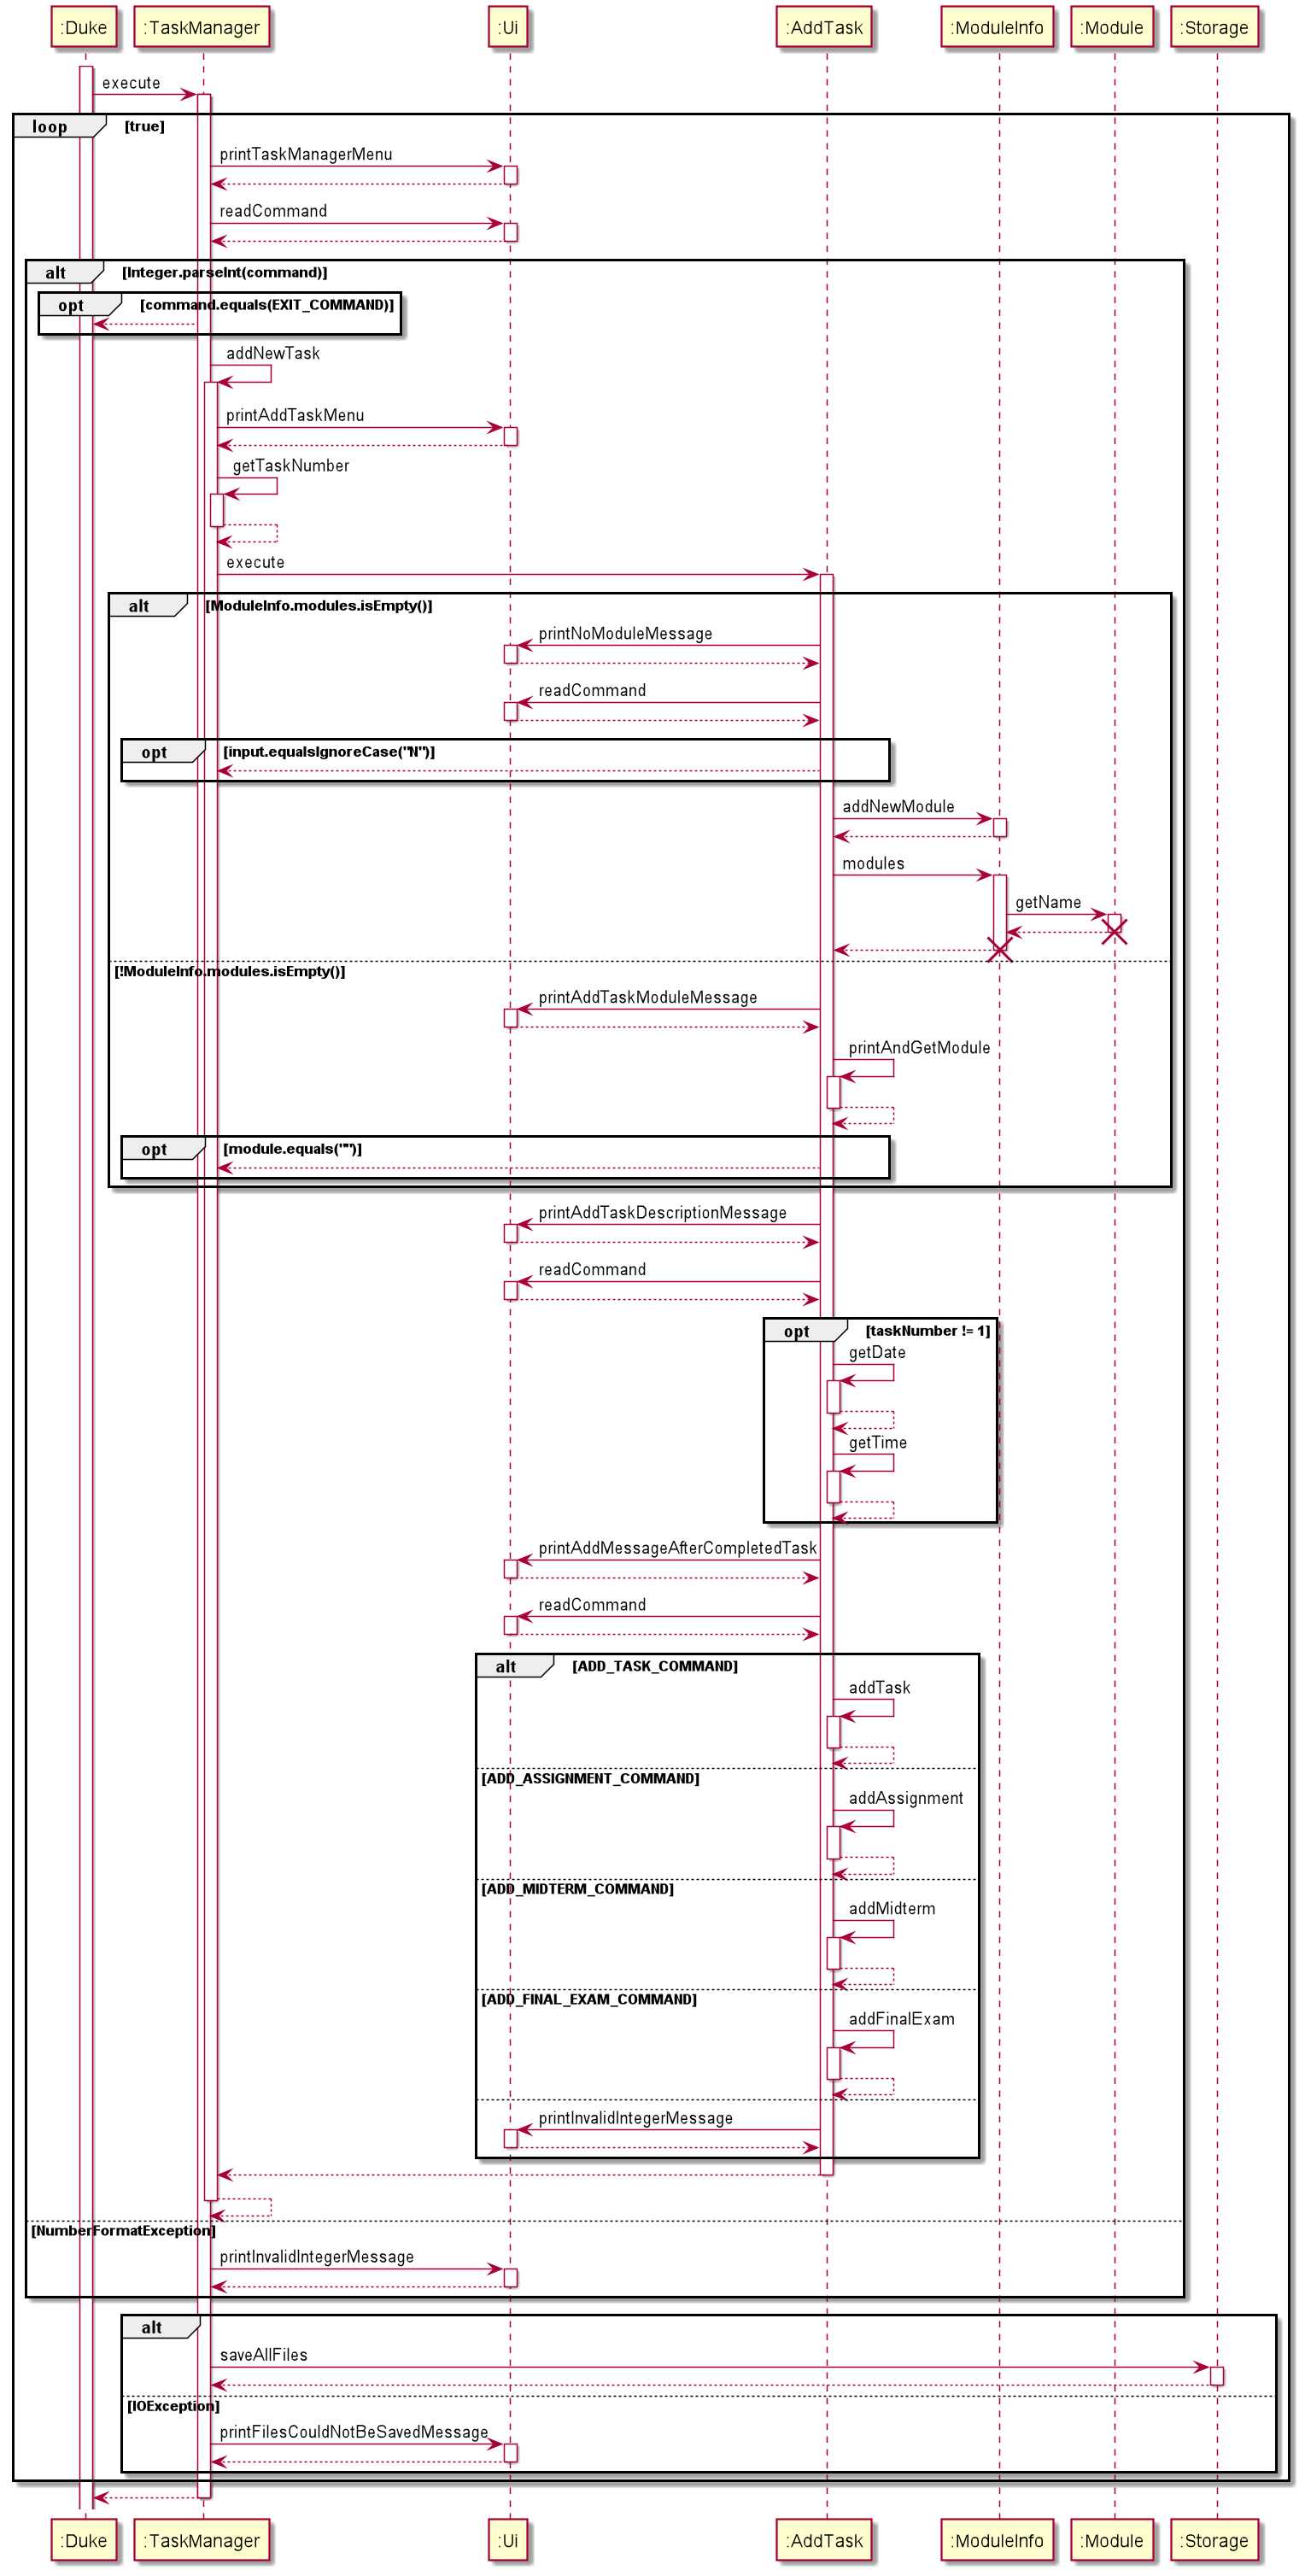 :Duke :TaskManager :Ui :AddTask :ModuleInfo :Module :Storage
execute
loop [true]
printTaskManagerMenu
readCommand
alt [Integer.parseInt(command)]
opt [command.equals(EXIT_COMMAND)]
addNewTask
printAddTaskMenu
getTaskNumber
execute
alt [ModuleInfo.modules.isEmpty()]
printNoModuleMessage
readCommand
opt [input.equalsIgnoreCase("N")]
addNewModule
modules
getName
[!ModuleInfo.modules.isEmpty()]
printAddTaskModuleMessage
printAndGetModule
opt [module.equals("")]
printAddTaskDescriptionMessage
readCommand
opt [taskNumber != 1]
getDate
getTime
printAddMessageAfterCompletedTask
readCommand
alt [ADD_TASK_COMMAND]
addTask
[ADD_ASSIGNMENT_COMMAND]
addAssignment
[ADD_MIDTERM_COMMAND]
addMidterm
[ADD_FINAL_EXAM_COMMAND]
addFinalExam
printInvalidIntegerMessage
[NumberFormatException]
printInvalidIntegerMessage
alt
saveAllFiles
[IOException]
printFilesCouldNotBeSavedMessage
:Duke :TaskManager :Ui :AddTask :ModuleInfo :Module :Storage